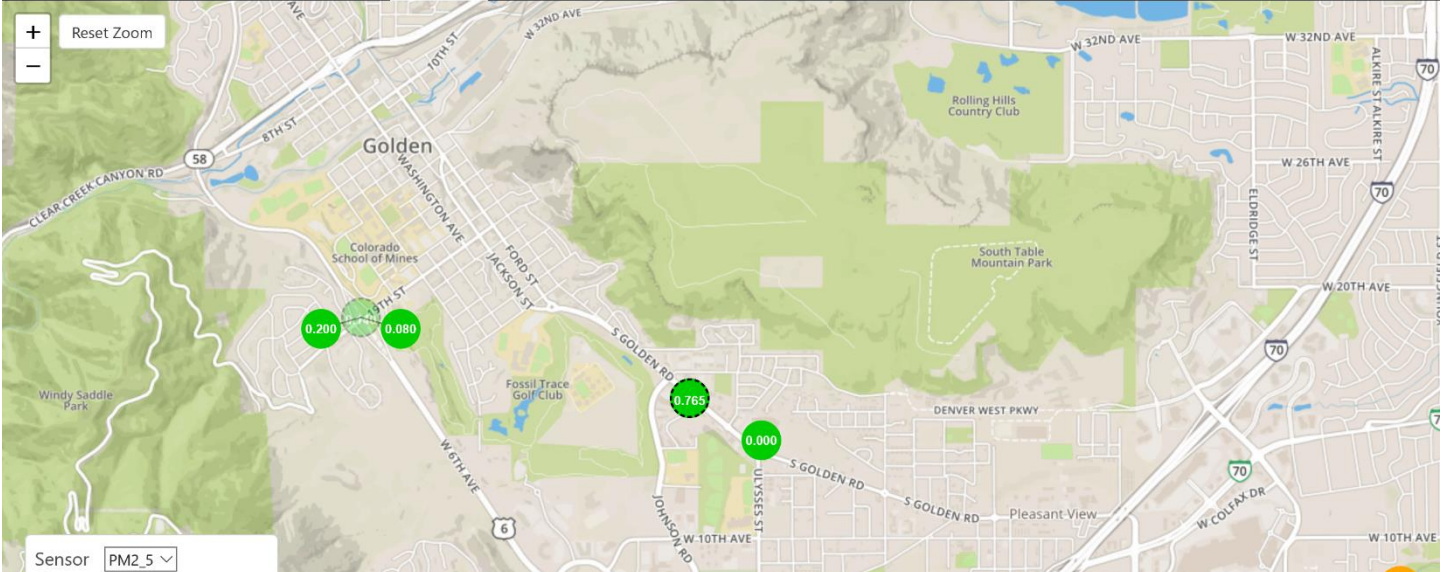 +
Reset Zoom
−
AVE
W 32ND AVE
10TH ST
W 32ND AVE
W 32ND AVE
ALKIRE ST
ALKIRE ST
70
Rolling Hills
Country Club
8TH ST
Golden
58
CLEAR CREEK CANYON RD
WASHINGTON AVE
W 26TH AVE
70
ELDRIDGE ST
Colorado
School of Mines
FORD ST
JACKSON ST
South Table
Mountain Park
W 20TH AVE
19TH ST
0.200
0.080
S GOLDEN RD
70
Windy Saddle
Park
Fossil Trace
Golf Club
0.765
DENVER WEST PKWY
0.000
W 6TH AVE
S GOLDEN RD
70
S GOLDEN RD
Pleasant View
W COLFAX DR
ULYSSES ST
JOHNSON RD
6
W 10TH AVE
W 10TH AVE
Sensor PM2_5